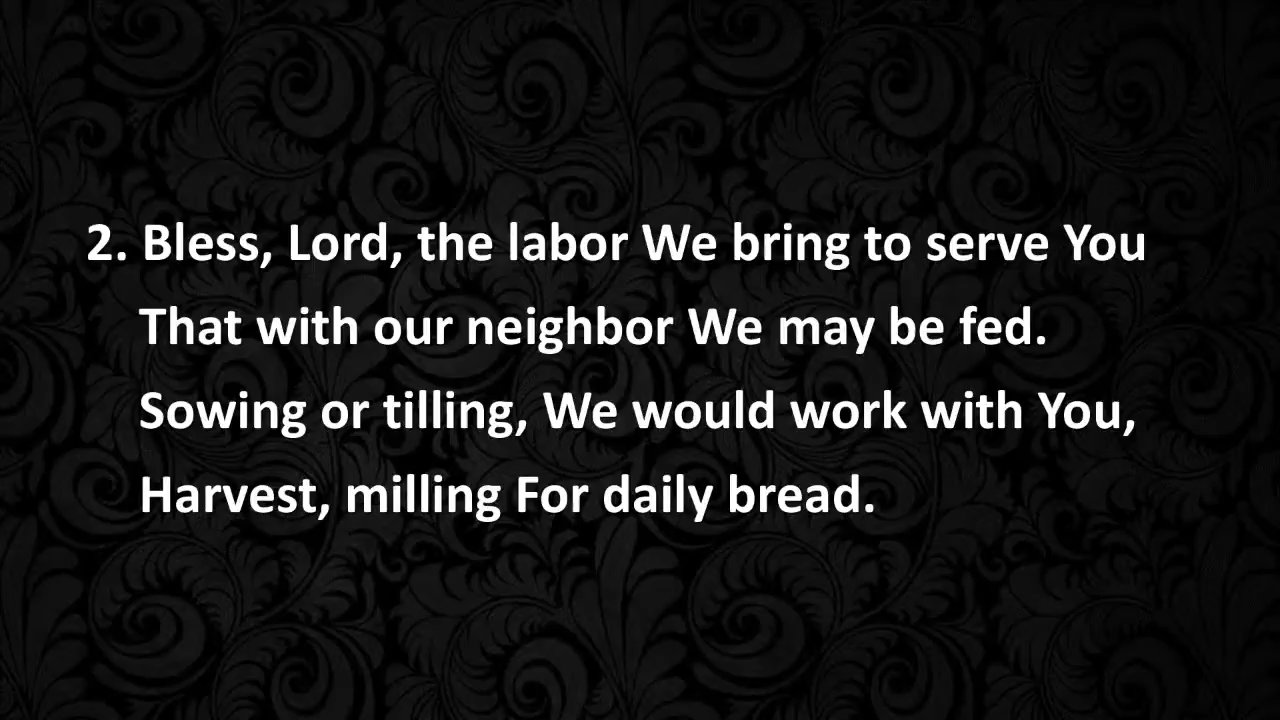 2. Bless, Lord, the labor We bring to serve You
That with our neighbor We may be fed.
Sowing or tilling, We would work with You,
Harvest, milling For daily bread.